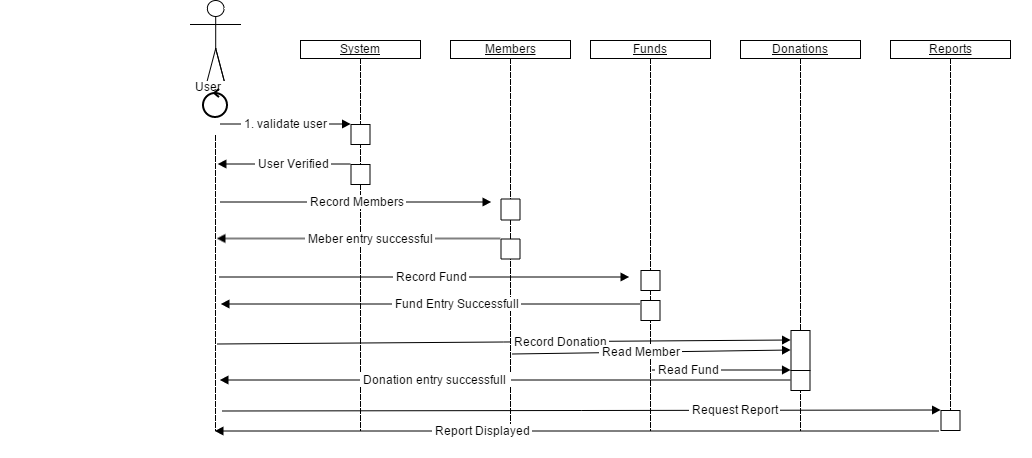 System
Members
Funds
Donations
Reports
User
1. validate user
User Verified
Record Members
Meber entry successful
Record Fund
Fund Entry Successfull
Record Donation
Read Member
Read Fund
Donation entry successfull
Request Report
Report Displayed